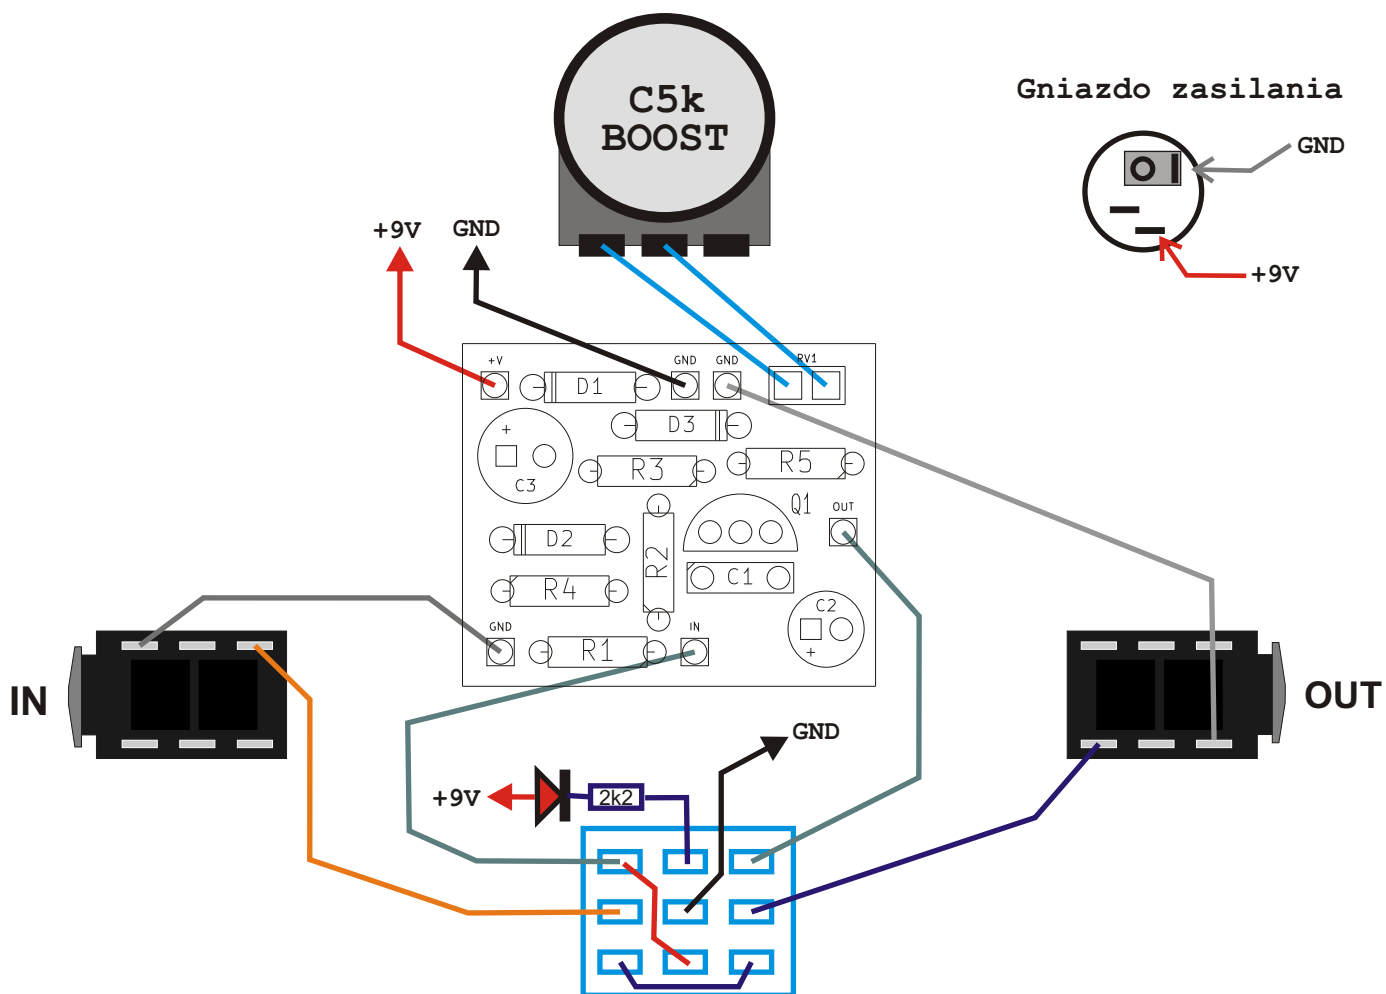 C5k
BOOST
Gniazdo zasilania
GND
+9V
+9V
GND
+V
GND
GND
RV1
D1
D3
+
C3
R3
R5
Q1
OUT
D2
R2
R4
C1
C2
+
GND
R1
IN
IN
OUT
GND
+9V
2k2